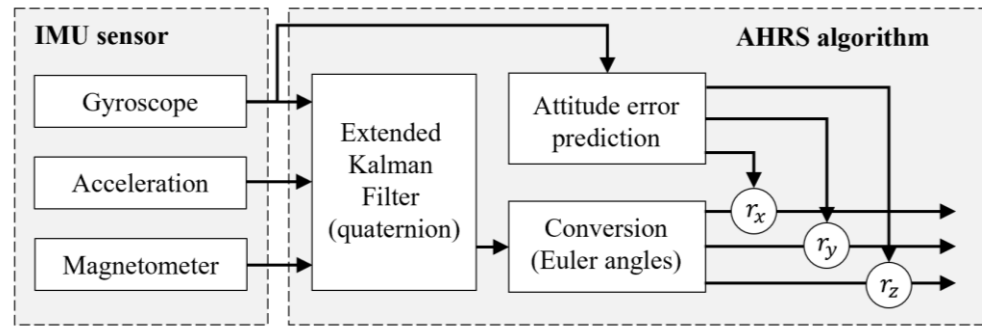 IMU sensor
AHRS algorithm
Gyroscope
Acceleration
Magnetometer
Extended
Kalman
Filter
(quaternion)
Attitude error
prediction
Conversion
(Euler angles)
r_x
r_y
r_z